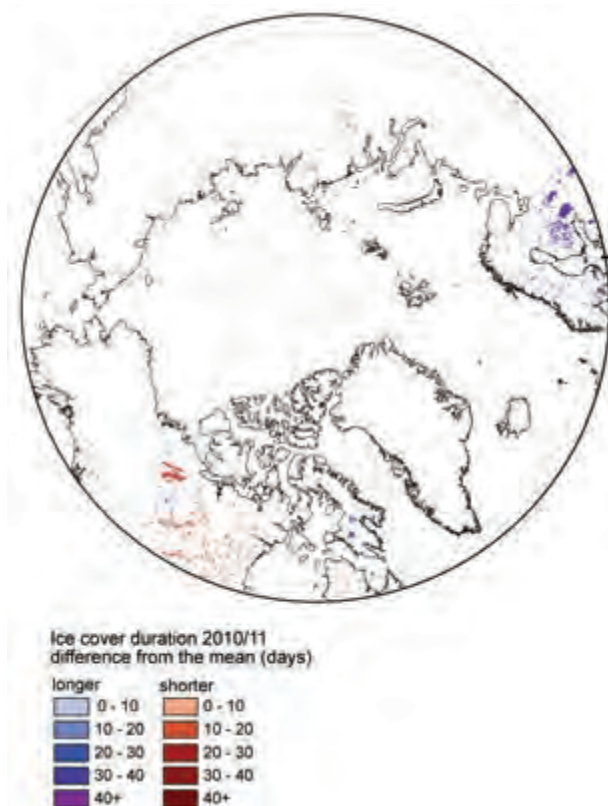 Ice cover duration 2010/11
difference from the mean (days)
longer shorter
0 - 10 0 - 10
10 - 20 10 - 20
20 - 30 20 - 30
30 - 40 30 - 40
40+ 40+